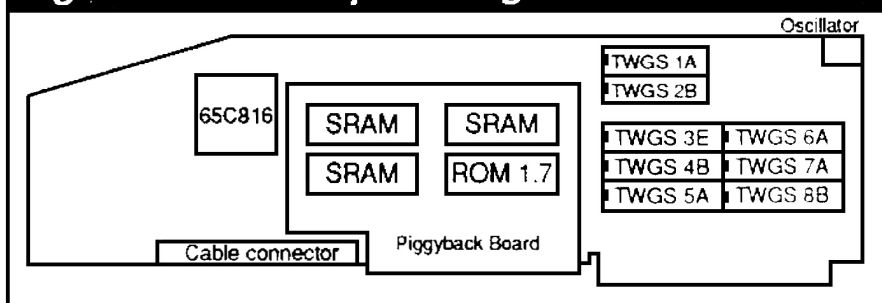 Oscillator
TWGS 1A
TWGS 2B
65C816
SRAM
SRAM
SRAM
ROM 1.7
TWGS 3E
TWGS 6A
TWGS 4B
TWGS 7A
TWGS 5A
TWGS 8B
Piggyback Board
Cable connector